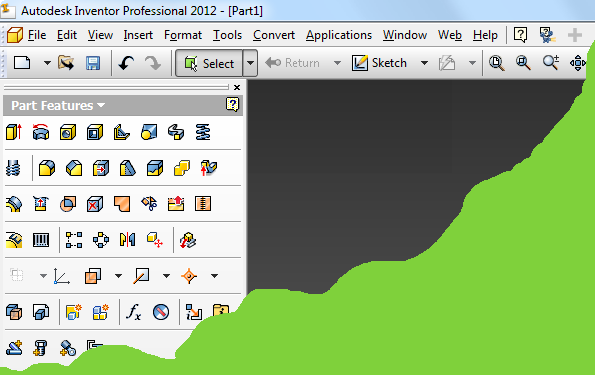 Autodesk Inventor Professional 2012 - [Part1]
File Edit View Insert Format Tools Convert Applications Window Web Help
Select Return Sketch
Part Features
fx